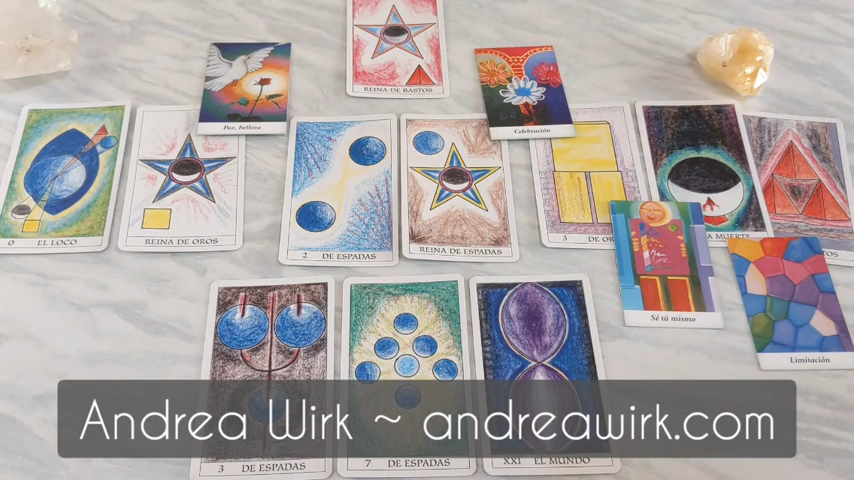 REINA DE BASTOS
Paz, belleza
Celebración
0 EL LOCO
REINA DE OROS
2 DE ESPADAS
REINA DE ESPADAS
3 DE
MUERTE
Sé tú mismo
Limitación
Andrea Wirk ~ andreawirk.com
3 DE ESPADAS
7 DE ESPADAS
XXI EL MUNDO